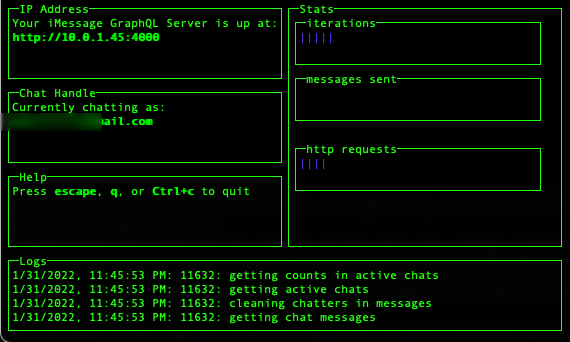 IP Address
Your iMessage GraphQL Server is up at:
http://10.0.1.45:4000
Chat Handle
Currently chatting as:
ail.com
Help
Press escape, q, or Ctrl+c to quit
Stats
iterations
|||||
messages sent
http requests
||||
Logs
1/31/2022, 11:45:53 PM: 11632: getting counts in active chats
1/31/2022, 11:45:53 PM: 11632: getting active chats
1/31/2022, 11:45:53 PM: 11632: cleaning chatters in messages
1/31/2022, 11:45:53 PM: 11632: getting chat messages